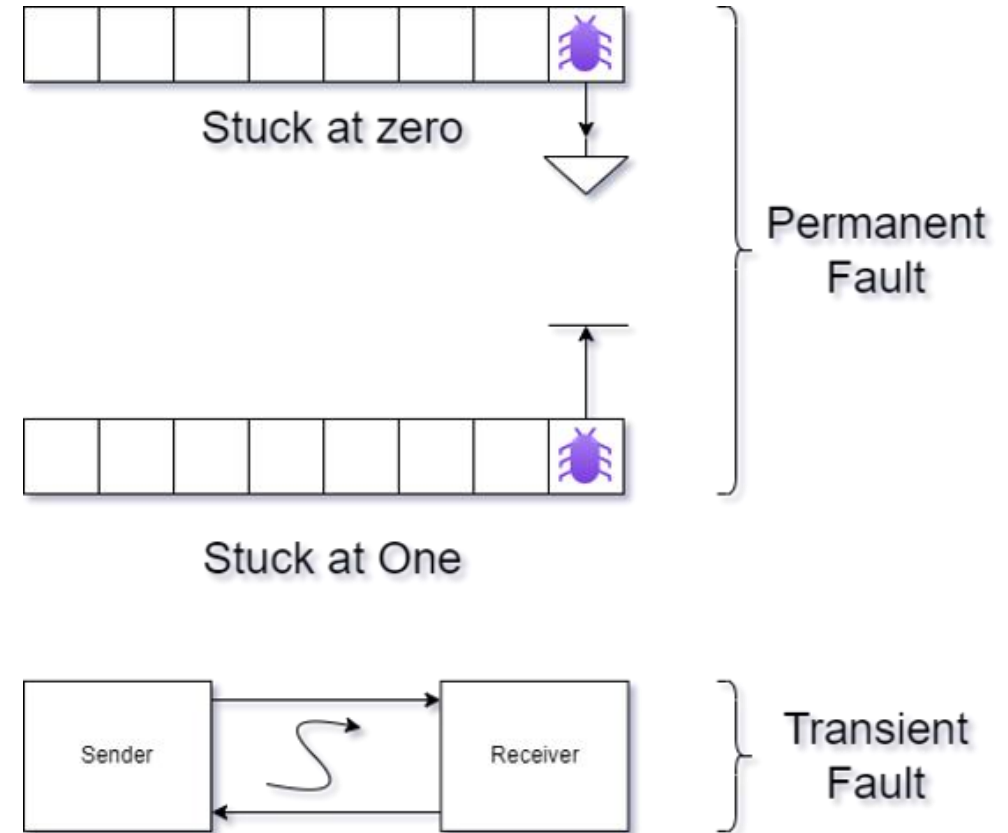 Stuck at zero
Permanent
Fault
Stuck at One
Sender
Receiver
Transient
Fault